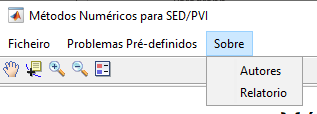 Métodos Numéricos para SED/PVI
Ficheiro Problemas Pré-definidos Sobre
Autores
Relatorio